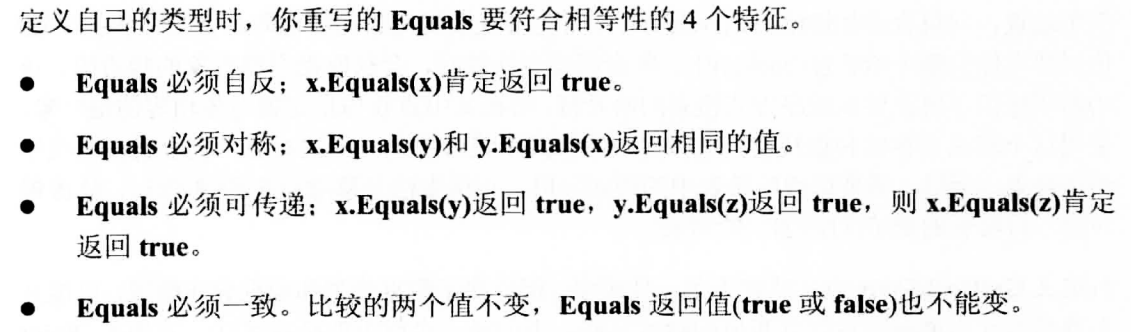 定义自己的类型时，你重写的 Equals 要符合相等性的 4 个特征。
● Equals 必须自反；x.Equals(x)肯定返回 true。
● Equals 必须对称；x.Equals(y)和 y.Equals(x)返回相同的值。
● Equals 必须可传递；x.Equals(y)返回 true，y.Equals(z)返回 true，则 x.Equals(z)肯定
返回 true。
● Equals 必须一致。比较的两个值不变，Equals 返回值(true 或 false)也不能变。